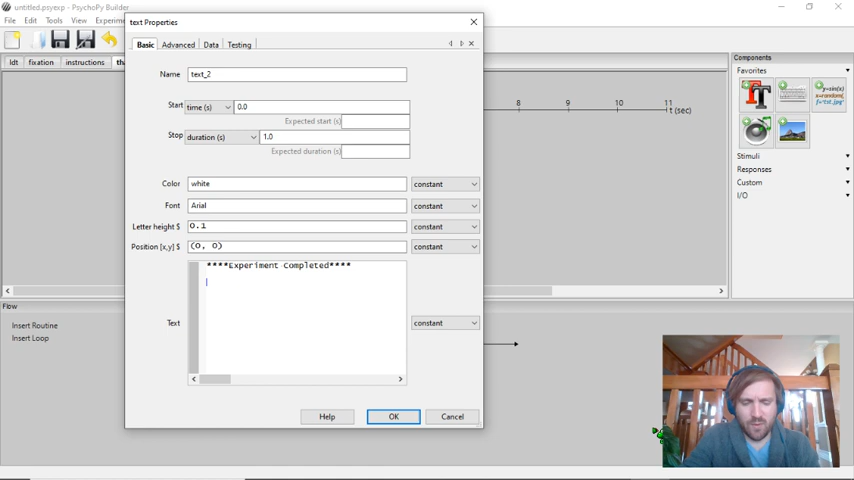 untitled.psyexp - PsychoPy Builder
File Edit Tools View Experime
text Properties
Basic Advanced Data Testing
ldt fixation instructions
Name text_2
Start time (s) 0.0
Expected start (s)
Stop duration (s) 1.0
Expected duration (s)
Color white constant
Font Arial constant
Letter height $ 0.1 constant
Position [x,y] $ (0, 0) constant
****Experiment Completed****
Text constant
Help OK Cancel
8 9 10 11 t (sec)
Components
Favorites
Stimuli
Responses
Custom
I/O
Flow
Insert Routine
Insert Loop